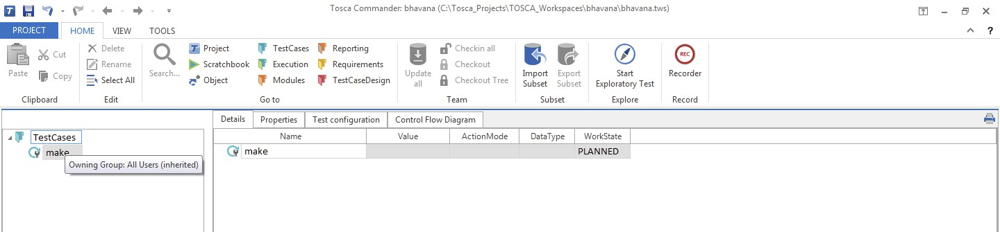 Tosca Commander: bhavana (C:\Tosca_Projects\TOSCA_Workspaces\bhavana\bhavana.tws)
PROJECT HOME VIEW TOOLS
?
Paste
Cut
Copy
Clipboard
Delete
Rename
Select All
Edit
Search...
Project
Scratchbook
Object
TestCases
Execution
Modules
Reporting
Requirements
TestCaseDesign
Go to
Update
all
Checkin all
Checkout
Checkout Tree
Team
Import
Subset
Export
Subset
Subset
Start
Exploratory Test
Explore
REC
Recorder
Record
TestCases
make
Owning Group: All Users (inherited)
Details Properties Test configuration Control Flow Diagram
Name Value ActionMode DataType WorkState
make PLANNED